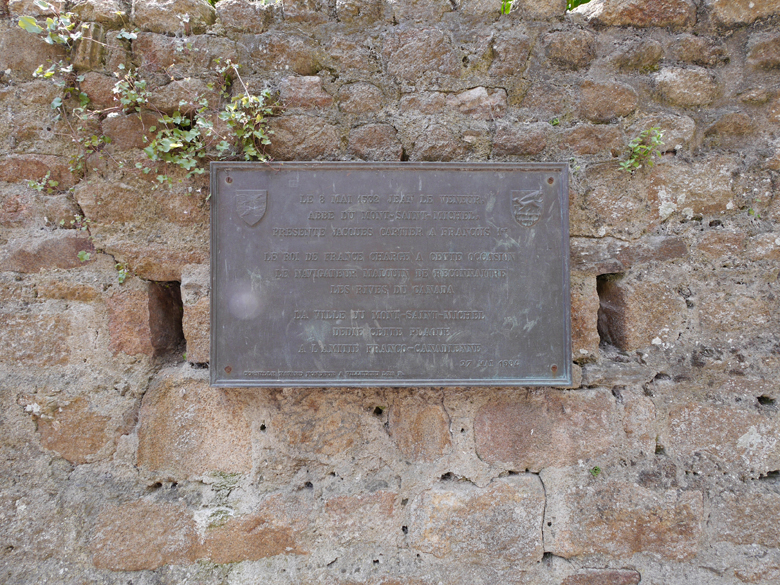 LE 8 MAI 1532 JEAN LE VENEUR
ABBE DU MONT-SAINT-MICHEL
PRESENTE JACQUES CARTIER A FRANÇOIS 1er
LE ROI DE FRANCE CHARGE A CETTE OCCASION
LE NAVIGATEUR MALOUIN DE RECONNAITRE
LES RIVES DU CANADA
LA VILLE DU MONT-SAINT-MICHEL
DEDIE CETTE PLAQUE
A L'AMITIE FRANCO-CANADIENNE